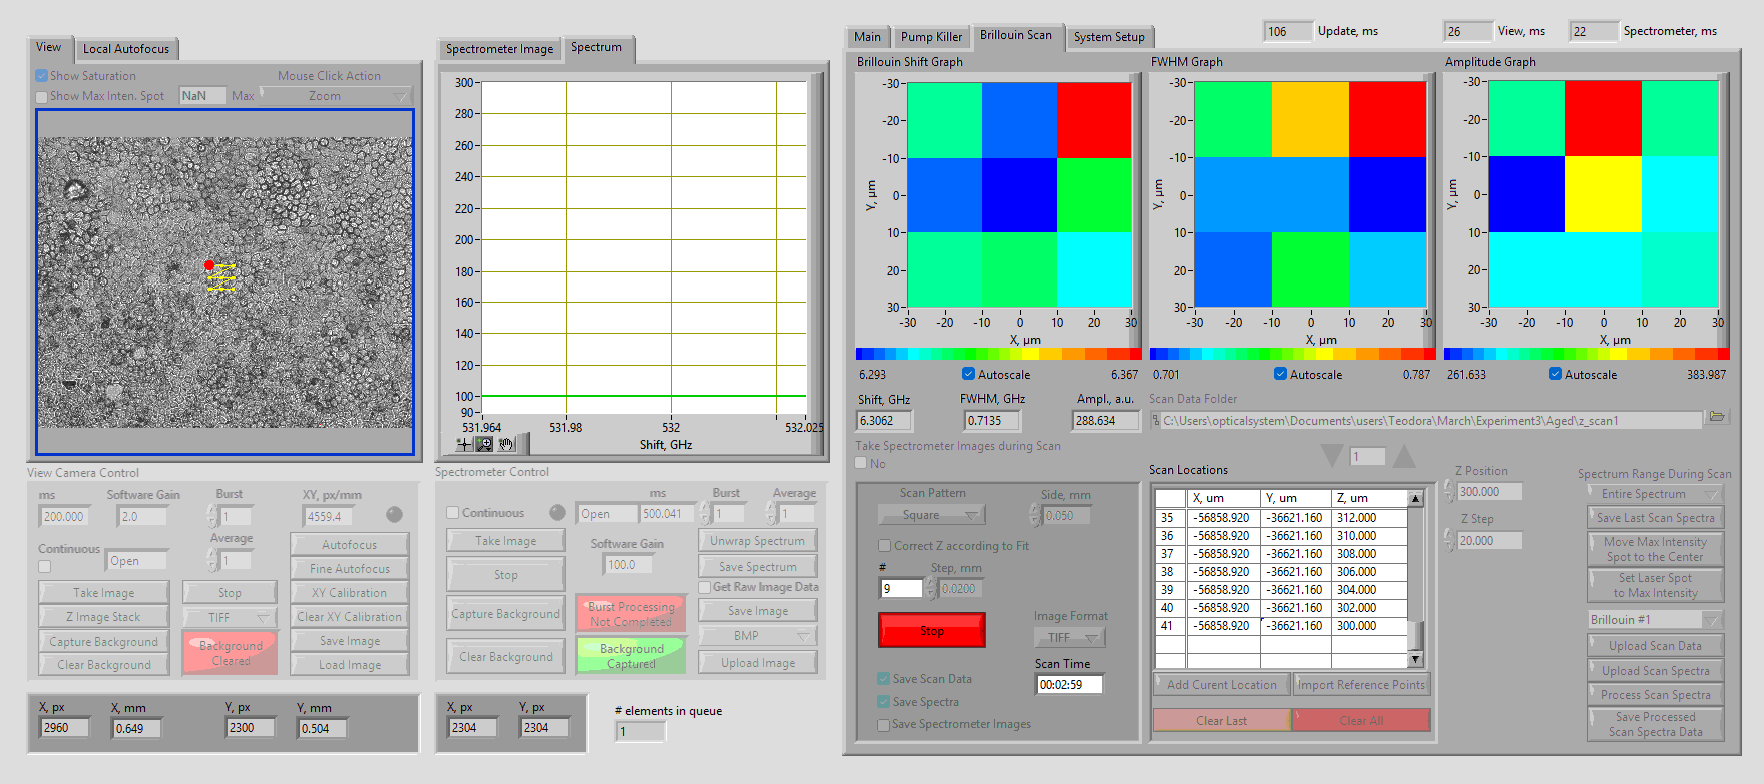 View
Local Autofocus
Show Saturation
Mouse Click Action
Show Max Inten. Spot
NaN
Max
Zoom
Spectrometer Image
Spectrum
300
280
260
240
220
200
180
160
140
120
100
90
531.964
531.98
532
532.025
Shift, GHz
Main
Pump Killer
Brillouin Scan
System Setup
106
Update, ms
26
View, ms
22
Spectrometer, ms
Brillouin Shift Graph
-30
-20
-10
0
10
20
30
Y, µm
-30 -20 -10 0 10 20 30
X, µm
6.293
Autoscale
6.367
FWHM Graph
-30
-20
-10
0
10
20
30
Y, µm
-30 -20 -10 0 10 20 30
X, µm
0.701
Autoscale
0.787
Amplitude Graph
-30
-20
-10
0
10
20
30
Y, µm
-30 -20 -10 0 10 20 30
X, µm
261.633
Autoscale
383.987
Shift, GHz
6.3062
FWHM, GHz
0.7135
Ampl., a.u.
288.634
Scan Data Folder
C:\Users\opticalsystem\Documents\users\Teodora\March\Experiment3\Aged\z_scan1
Take Spectrometer Images during Scan
No
1
View Camera Control
ms
200.000
Software Gain
2.0
Burst
1
XY, px/mm
4559.4
Continuous
Open
Average
1
Autofocus
Fine Autofocus
Take Image
Stop
XY Calibration
Z Image Stack
TIFF
Clear XY Calibration
Capture Background
Background
Cleared
Save Image
Clear Background
Load Image
X, px
2960
X, mm
0.649
Y, px
2300
Y, mm
0.504
Spectrometer Control
Continuous
Open
ms
500.041
Burst
1
Average
1
Take Image
Software Gain
100.0
Unwrap Spectrum
Stop
Save Spectrum
Get Raw Image Data
Capture Background
Burst Processing
Not Completed
Save Image
BMP
Clear Background
Background
Captured
Upload Image
X, px
2304
Y, px
2304
# elements in queue
1
Scan Pattern
Square
Side, mm
0.050
Correct Z according to Fit
#
9
Step, mm
0.0200
Stop
Image Format
TIFF
Scan Time
00:02:59
Save Scan Data
Save Spectra
Save Spectrometer Images
Scan Locations
X, um Y, um Z, um
35 -56858.920 -36621.160 312.000
36 -56858.920 -36621.160 310.000
37 -56858.920 -36621.160 308.000
38 -56858.920 -36621.160 306.000
39 -56858.920 -36621.160 304.000
40 -56858.920 -36621.160 302.000
41 -56858.920 -36621.160 300.000
Add Curent Location
Import Reference Points
Clear Last
Clear All
Z Position
300.000
Z Step
20.000
Spectrum Range During Scan
Entire Spectrum
Save Last Scan Spectra
Move Max Intensity
Spot to the Center
Set Laser Spot
to Max Intensity
Brillouin #1
Upload Scan Data
Upload Scan Spectra
Process Scan Spectra
Save Processed
Scan Spectra Data